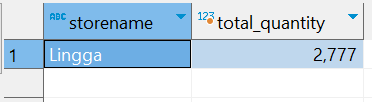 ABC storename 123 total_quantity
1 Lingga 2,777